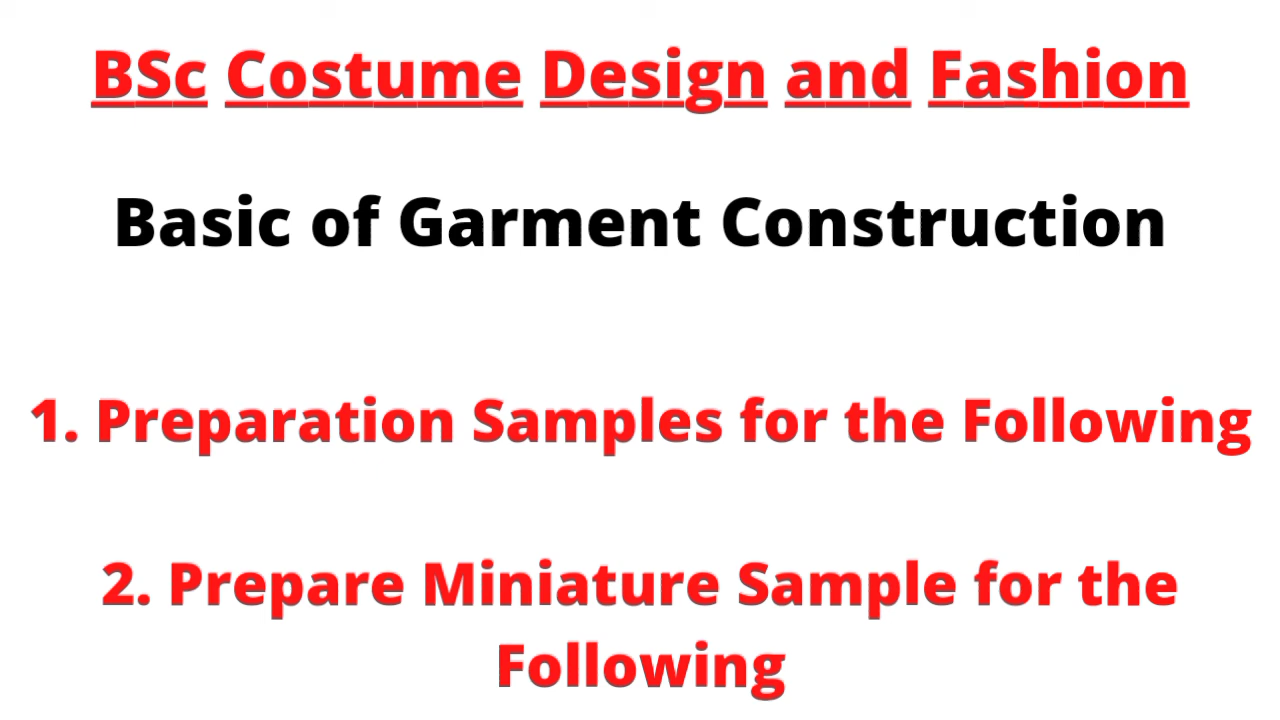 BSc Costume Design and Fashion
Basic of Garment Construction
1. Preparation Samples for the Following
2. Prepare Miniature Sample for the
Following